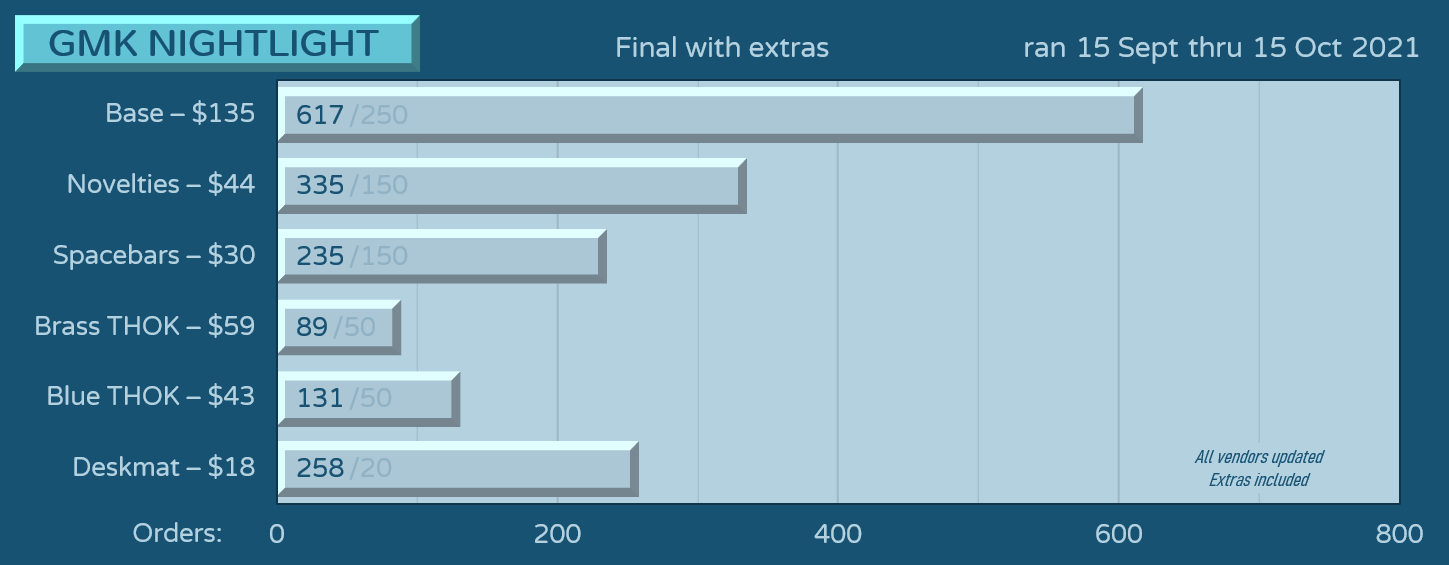 GMK NIGHTLIGHT
Final with extras
ran 15 Sept thru 15 Oct 2021
Base – $135
617 /250
Novelties – $44
335 /150
Spacebars – $30
235 /150
Brass THOK – $59
89 /50
Blue THOK – $43
131 /50
Deskmat – $18
258 /20
All vendors updated
Extras included
Orders: 0 200 400 600 800